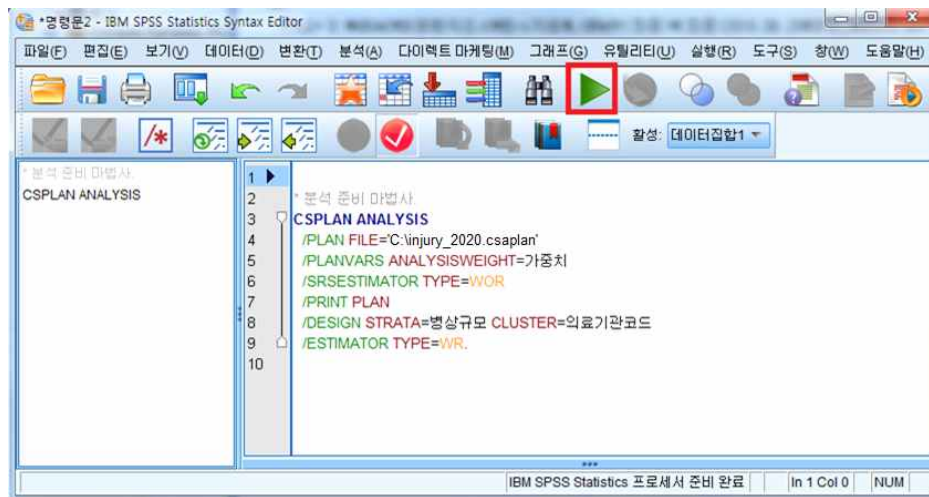 *명령문2 - IBM SPSS Statistics Syntax Editor
파일(F) 편집(E) 보기(V) 데이터(D) 변환(T) 분석(A) 다이렉트 마케팅(M) 그래프(G) 유틸리티(U) 실행(R) 도구(S) 창(W) 도움말(H)
활성: 데이터집합1
* 분석 준비 마법사.
CSPLAN ANALYSIS
1
2 * 분석 준비 마법사.
3 CSPLAN ANALYSIS
4 /PLAN FILE='C:\injury_2020.csaplan'
5 /PLANVARS ANALYSISWEIGHT=가중치
6 /SRSESTIMATOR TYPE=WOR
7 /PRINT PLAN
8 /DESIGN STRATA=병상규모 CLUSTER=의료기관코드
9 /ESTIMATOR TYPE=WR.
10
IBM SPSS Statistics 프로세서 준비 완료 In 1 Col 0 NUM